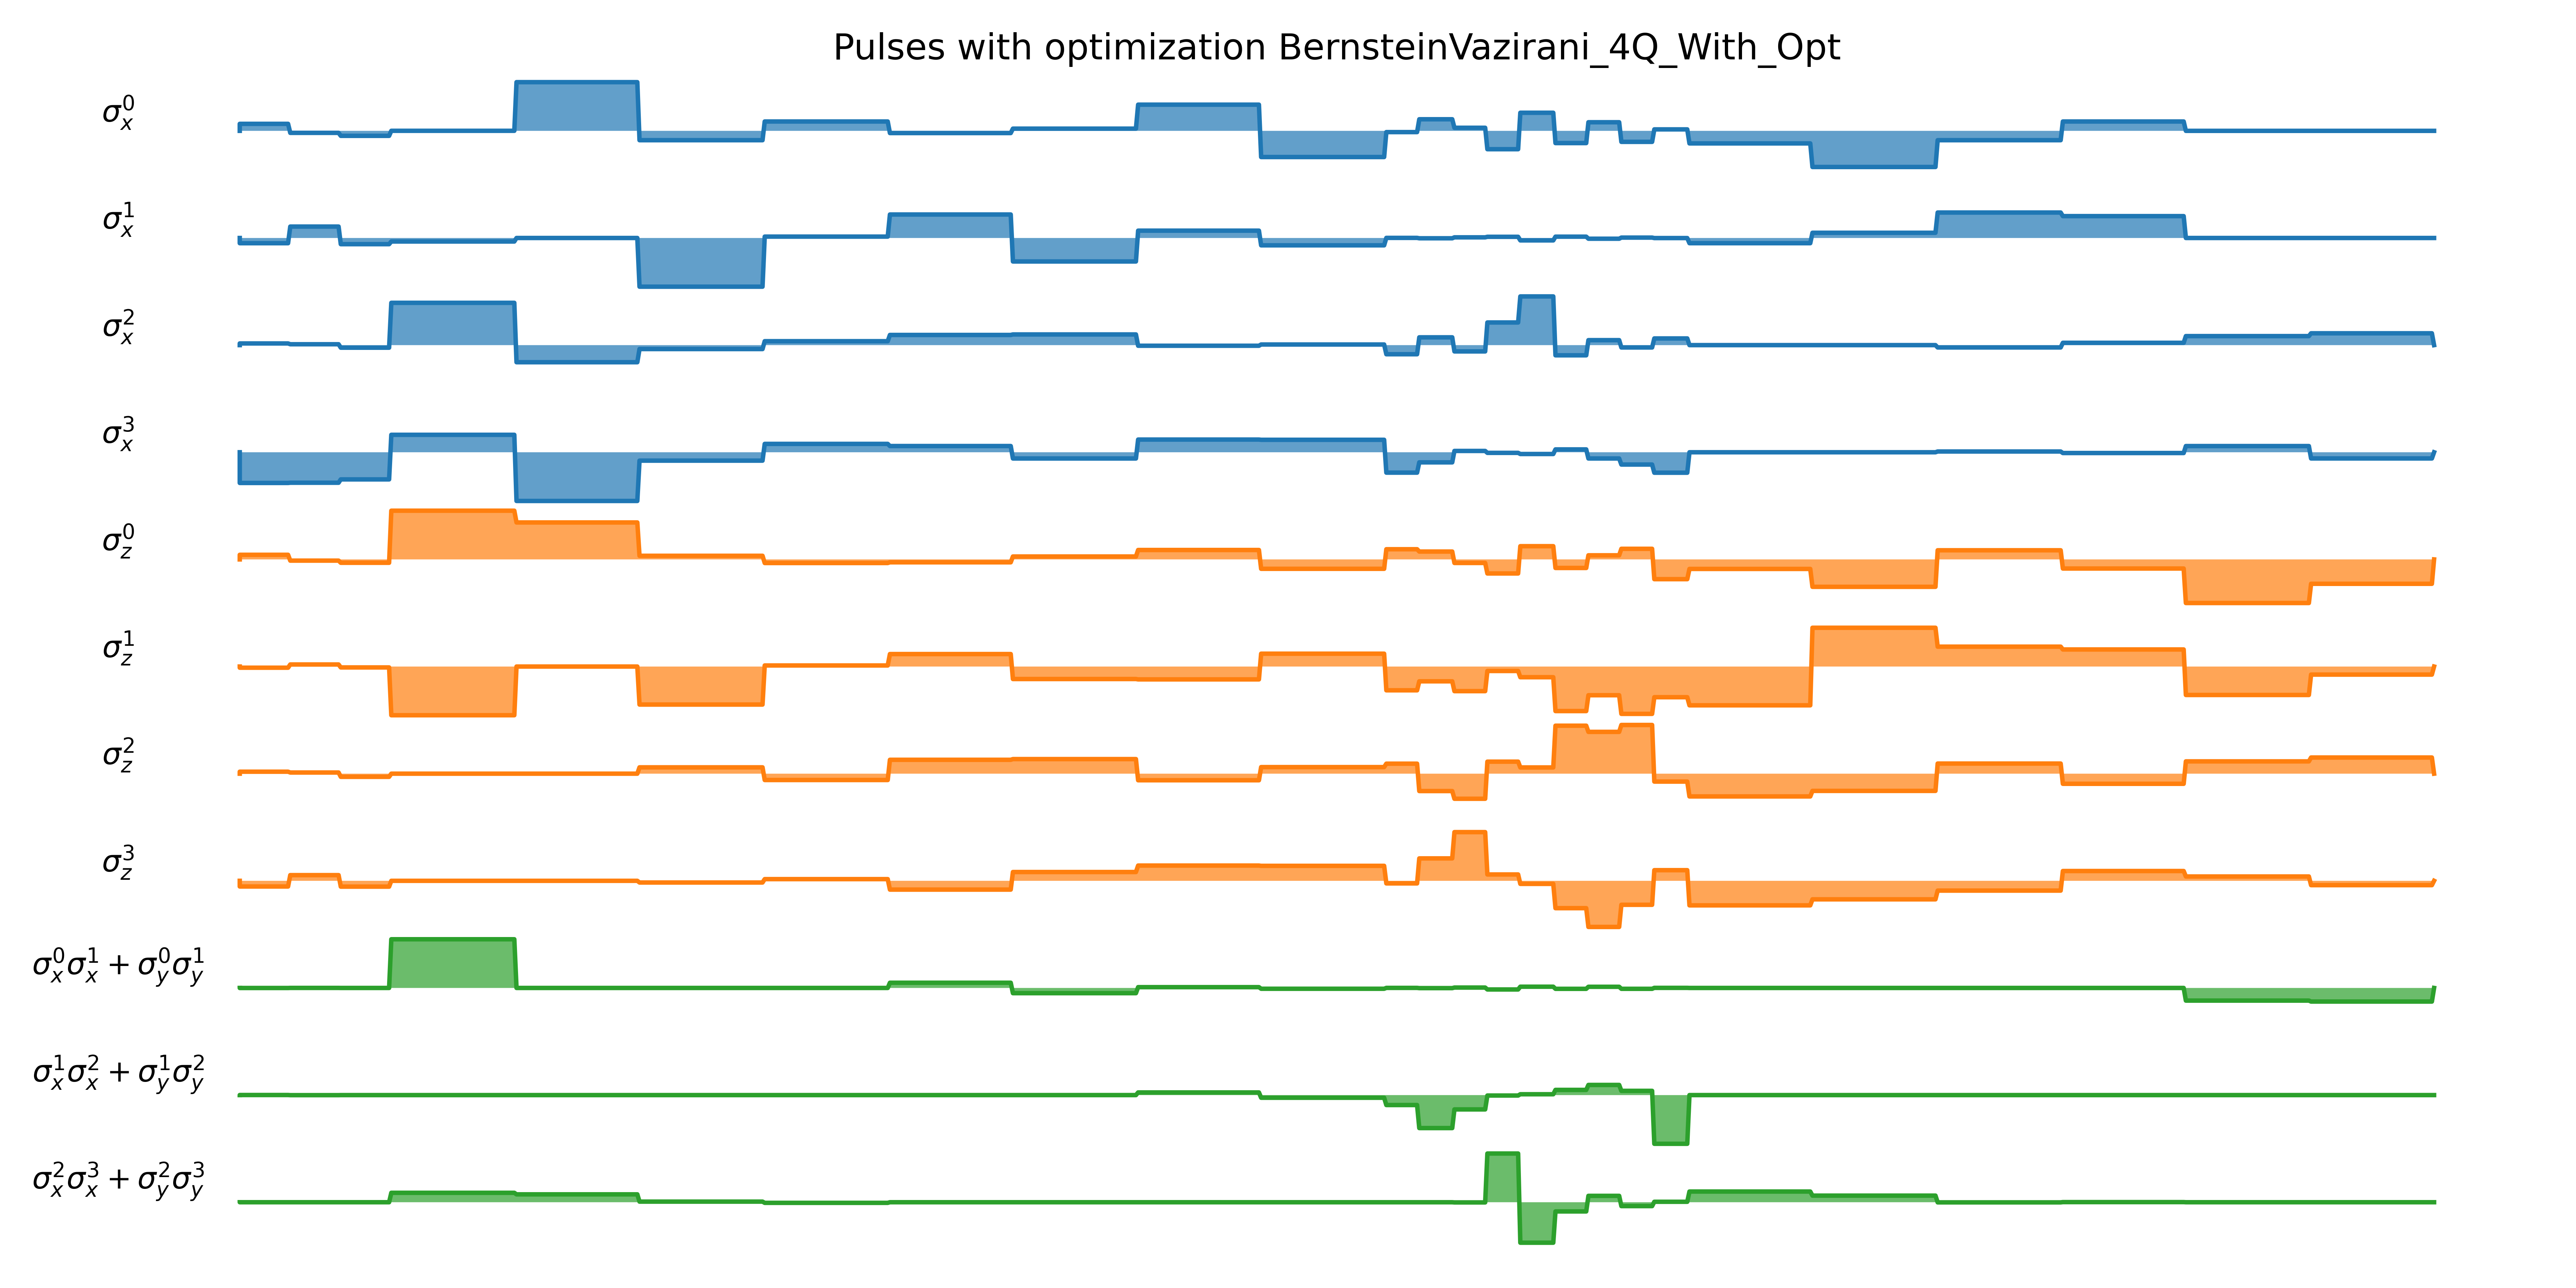 Pulses with optimization BernsteinVazirani_4Q_With_Opt
σ_x^0
σ_x^1
σ_x^2
σ_x^3
σ_z^0
σ_z^1
σ_z^2
σ_z^3
σ_x^0σ_x^1 + σ_y^0σ_y^1
σ_x^1σ_x^2 + σ_y^1σ_y^2
σ_x^2σ_x^3 + σ_y^2σ_y^3